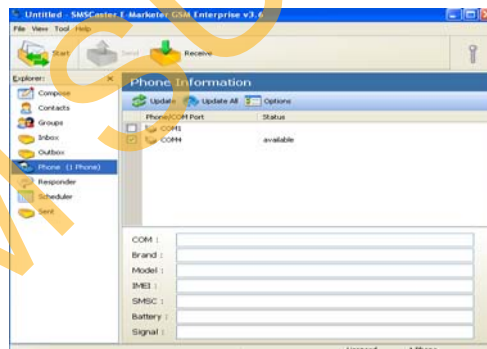 Untitled - SMSCaster E-Marketer GSM Enterprise v3.6
File View Tool Help
Start Send Receive
Explorer: ×
Compose
Contacts
Groups
Inbox
Outbox
Phone (1 Phone)
Responder
Scheduler
Sent
Phone Information
Update Update All Options
Phone/COM Port Status
COM1
COM4 available
COM :
Brand :
Model :
IMEI :
SMSC :
Battery :
Signal :